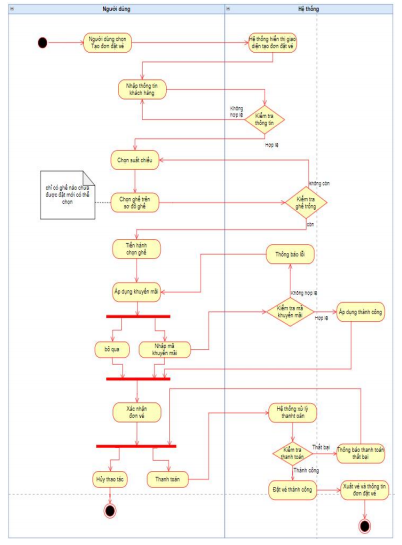 Người dùng
Hệ thống
Người dùng chọn
Tạo đơn đặt vé
Hệ thống hiển thị giao
diện tạo đơn đặt vé
Nhập thông tin
khách hàng
Không
hợp lệ
Kiểm tra
thông tin
Hợp lệ
Chọn suất chiếu
Không còn
chỉ có ghế nào chưa
được đặt mới có thể
chọn
Chọn ghế trên
sơ đồ ghế
Kiểm tra
ghế trống
còn
Tiến hành
chọn ghế
Thông báo lỗi
Áp dụng khuyến mãi
Không hợp lệ
Kiểm tra mã
khuyến mãi
Hợp lệ
Áp dụng thành công
bỏ qua
Nhập mã
khuyến mãi
Xác nhận
đơn vé
Hệ thống xử lý
thanh toán
Kiểm tra
thanh toán
Thất bại
Thông báo thanh toán
thất bại
Thành công
Hủy thao tác
Thanh toán
Đặt vé thành công
Xuất vé và thông tin
đơn đặt vé